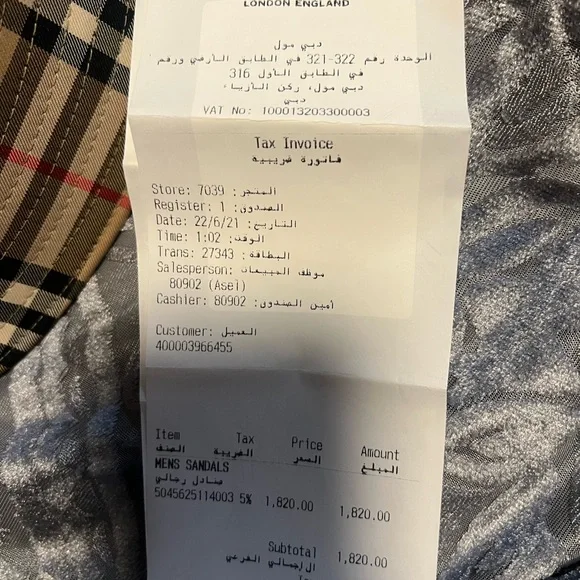 LONDON ENGLAND
دبي مول
الوحدة رقم 322-321 في الطابق الأرضي ورقم
316 في الطابق الأول
دبي مول، ركن الأزياء
دبي
VAT No: 100013203300003
Tax Invoice
فاتورة ضريبية
Store: 7039 المتجر:
Register: 1 الصندوق:
Date: 22/6/21 التاريخ:
Time: 1:02 الوقت:
Trans: 27343 البطاقة:
Salesperson: موظف المبيعات
80902 (Asei)
Cashier: 80902 أمين الصندوق:
Customer: العميل
400003966455
Item Tax Price Amount
الصنف الضريبة السعر المبلغ
MENS SANDALS
صنادل رجالي
5045625114003 5% 1,820.00 1,820.00
Subtotal 1,820.00
الإجمالي الفرعي